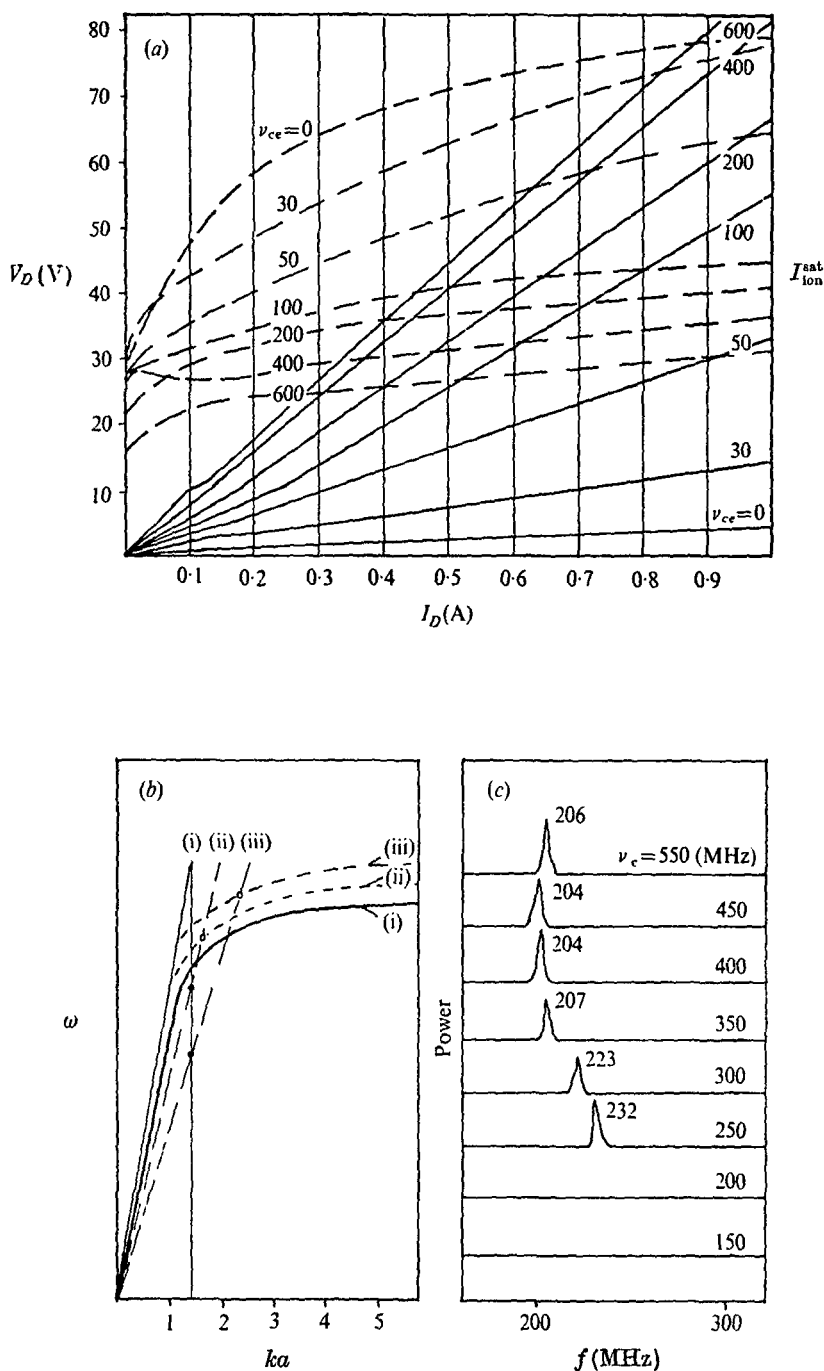 (a)
80
70
60
50
40
30
20
10
V_D (V)
ν_ce=0
30
50
100
200
400
600
600
400
200
100
50
30
ν_ce=0
I_ion^sat
0·1 0·2 0·3 0·4 0·5 0·6 0·7 0·8 0·9
I_D (A)
(b)
(i) (ii) (iii)
(iii)
(ii)
(i)
ω
1 2 3 4 5
ka
(c)
206
ν_c=550 (MHz)
204
450
204
400
207
350
223
300
232
250
200
150
Power
200 300
f (MHz)